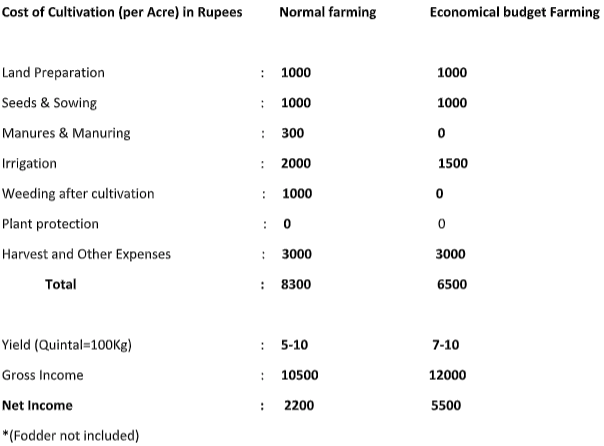 Cost of Cultivation (per Acre) in Rupees Normal farming Economical budget Farming
Land Preparation : 1000 1000
Seeds & Sowing : 1000 1000
Manures & Manuring : 300 0
Irrigation : 2000 1500
Weeding after cultivation : 1000 0
Plant protection : 0 0
Harvest and Other Expenses : 3000 3000
Total : 8300 6500
Yield (Quintal=100Kg) : 5-10 7-10
Gross Income : 10500 12000
Net Income : 2200 5500
*(Fodder not included)